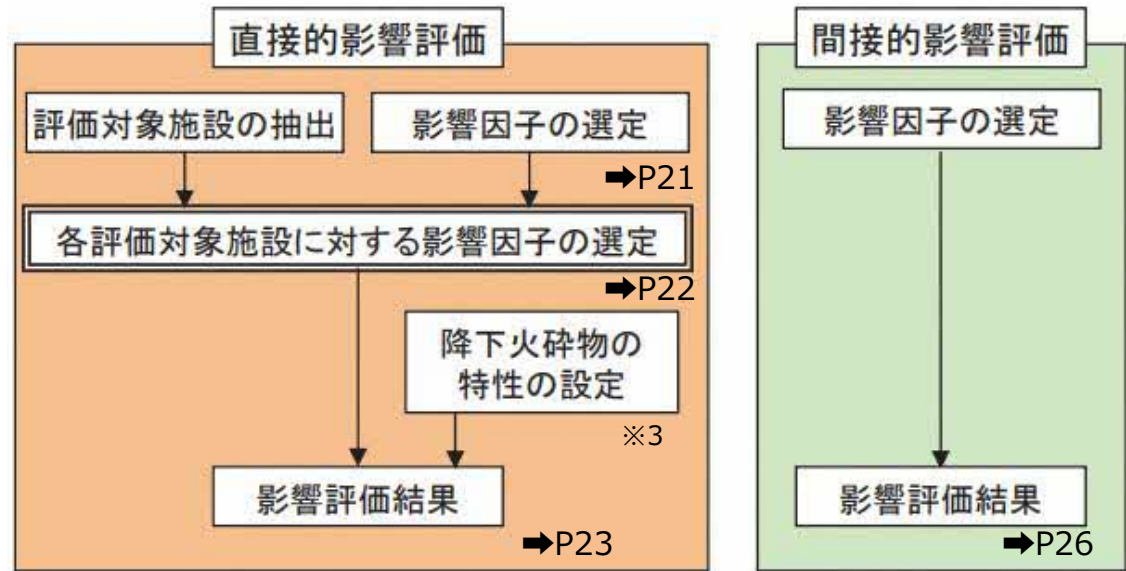 直接的影響評価
評価対象施設の抽出
影響因子の選定
➡P21
各評価対象施設に対する影響因子の選定
➡P22
降下火砕物の
特性の設定
※3
影響評価結果
➡P23
間接的影響評価
影響因子の選定
影響評価結果
➡P26